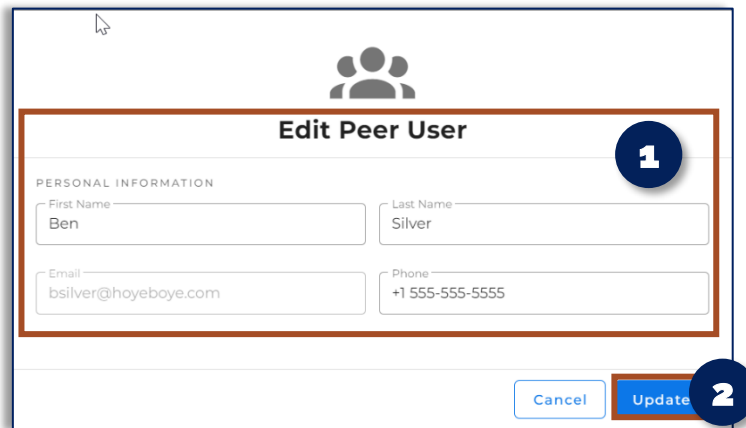 Edit Peer User
1
PERSONAL INFORMATION
First Name
Ben
Last Name
Silver
Email
bsilver@hoyeboye.com
Phone
+1 555-555-5555
Cancel
Update
2